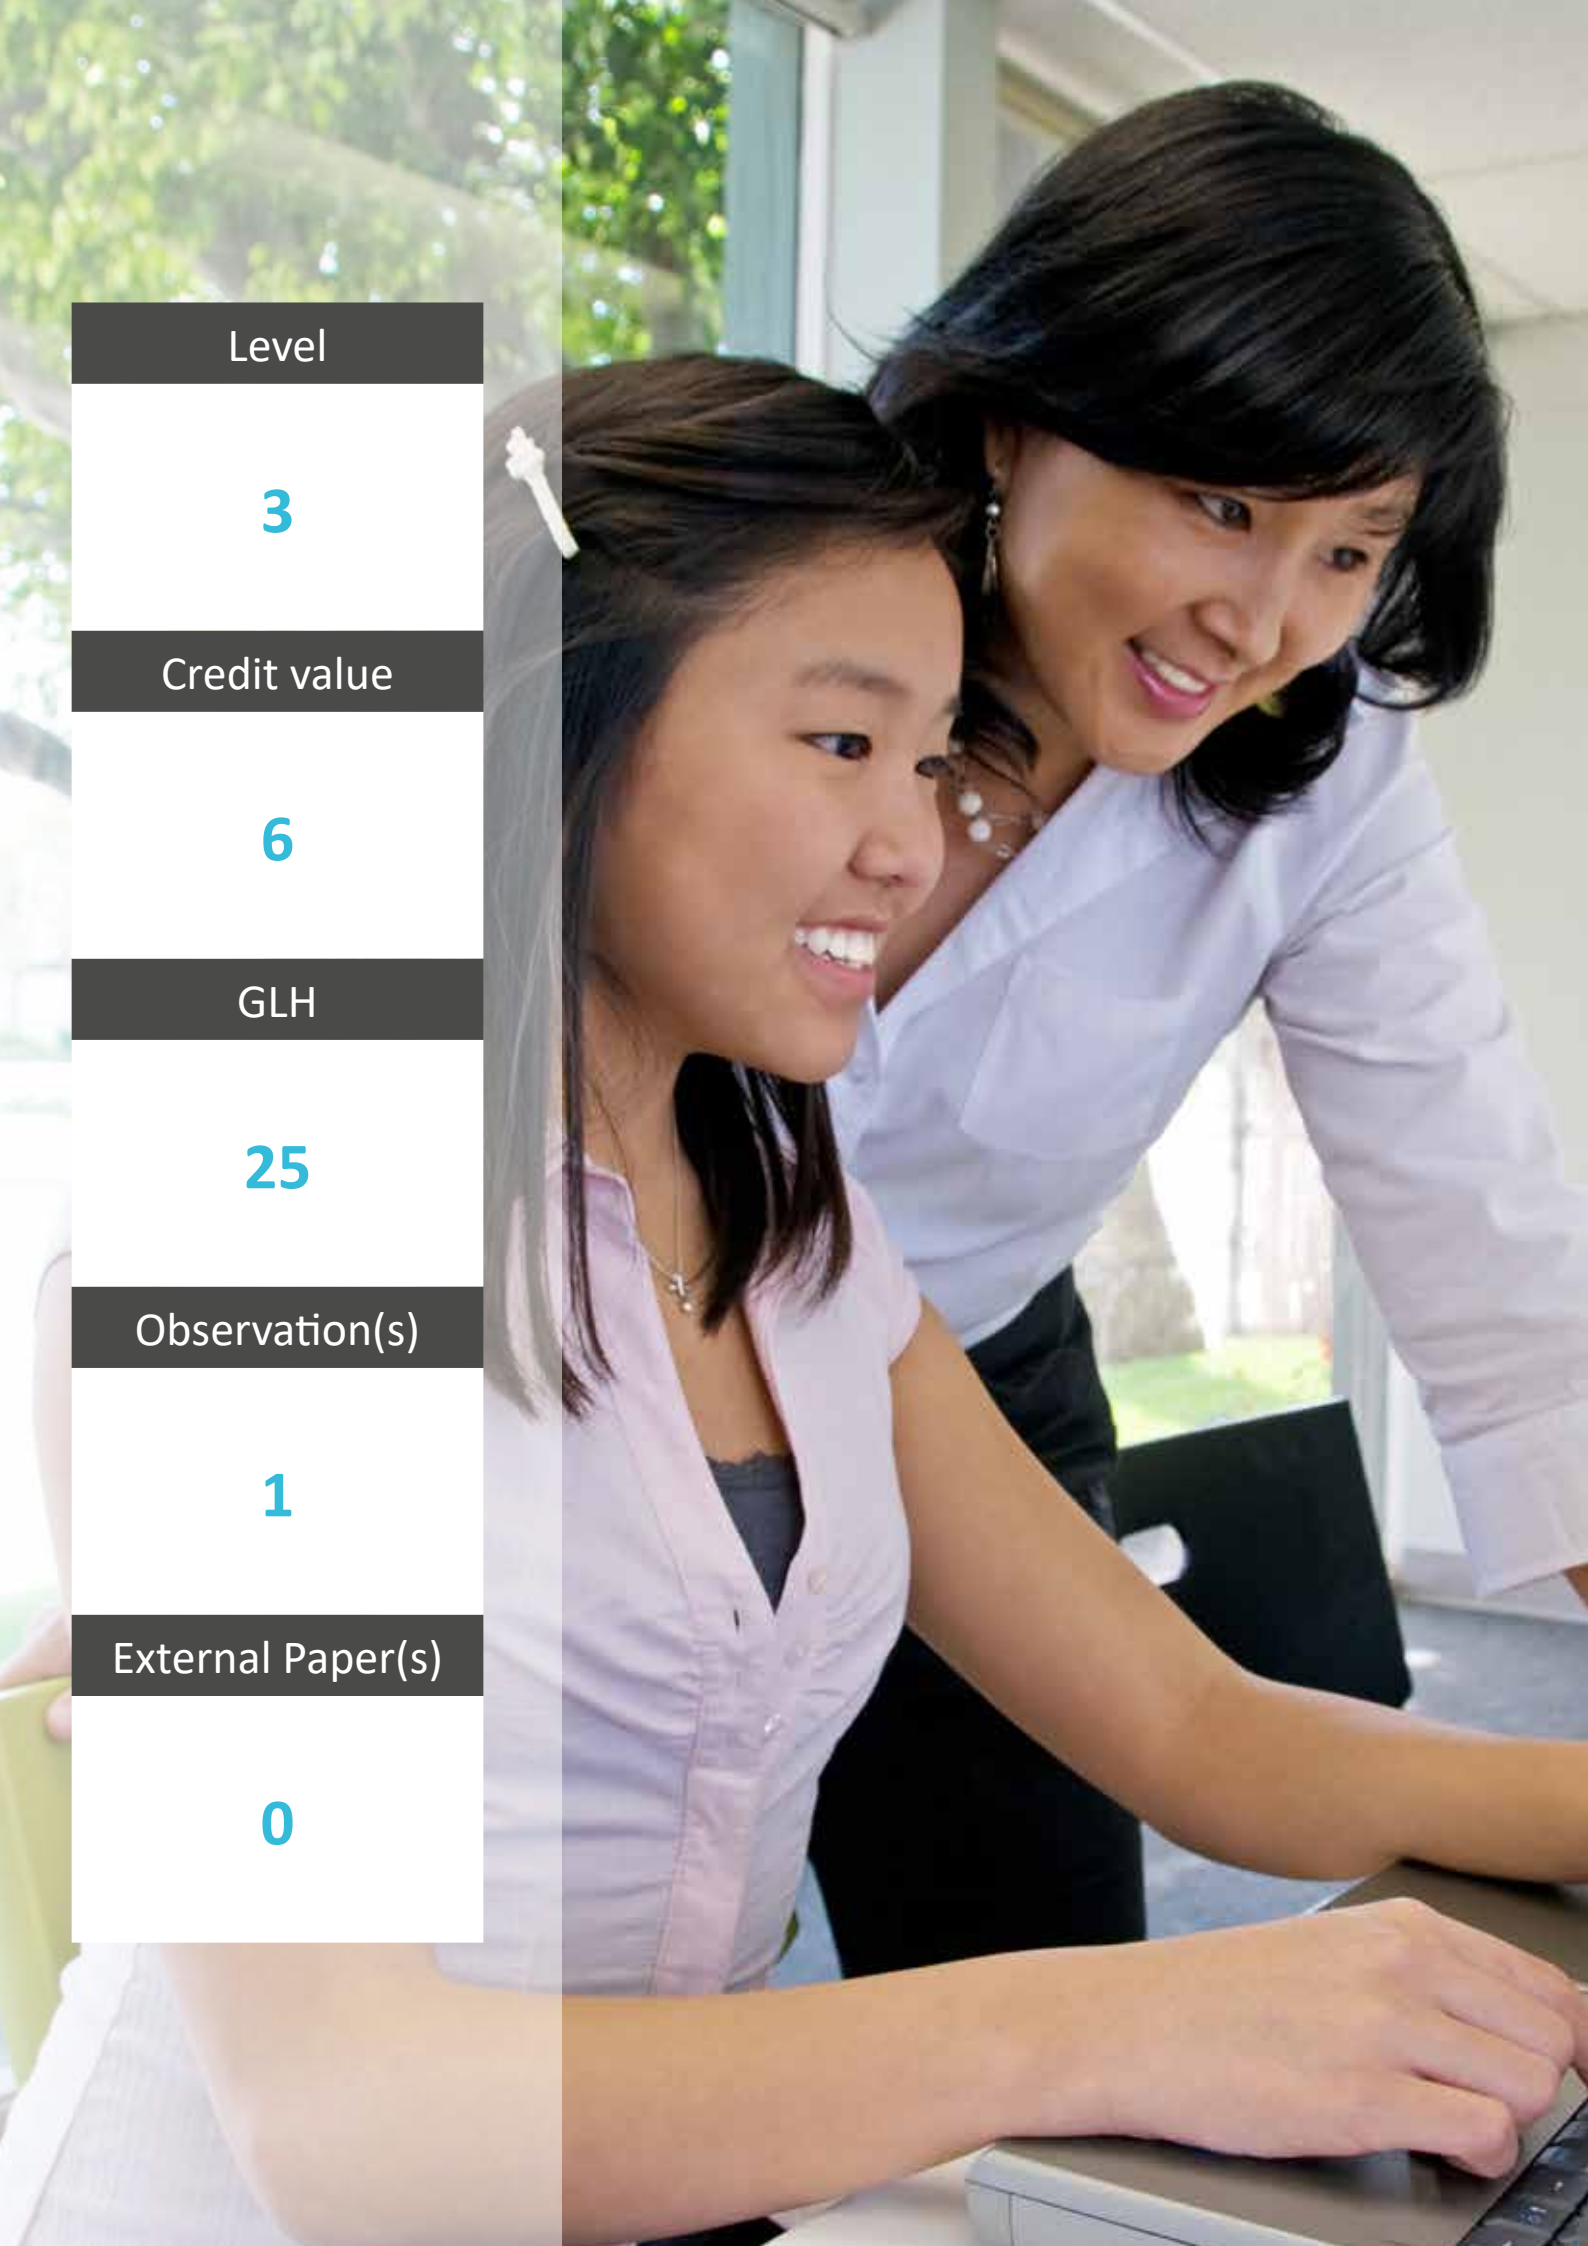 Level
3
Credit value
6
GLH
25
Observation(s)
1
External Paper(s)
0